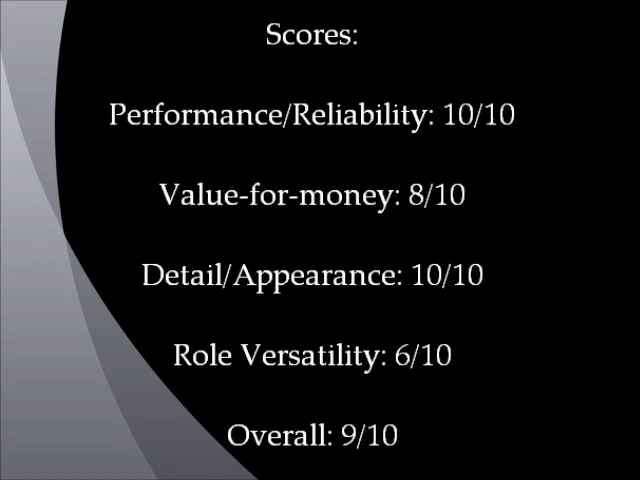 Scores:
Performance/Reliability: 10/10
Value-for-money: 8/10
Detail/Appearance: 10/10
Role Versatility: 6/10
Overall: 9/10